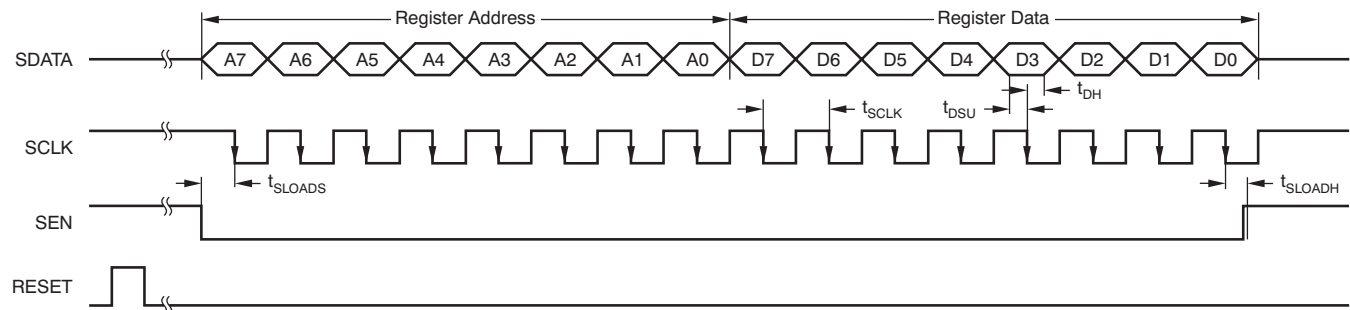 Register Address Register Data
SDATA A7 A6 A5 A4 A3 A2 A1 A0 D7 D6 D5 D4 D3 D2 D1 D0
tSCLK tDSU tDH
SCLK
tSLOADS tSLOADH
SEN
RESET